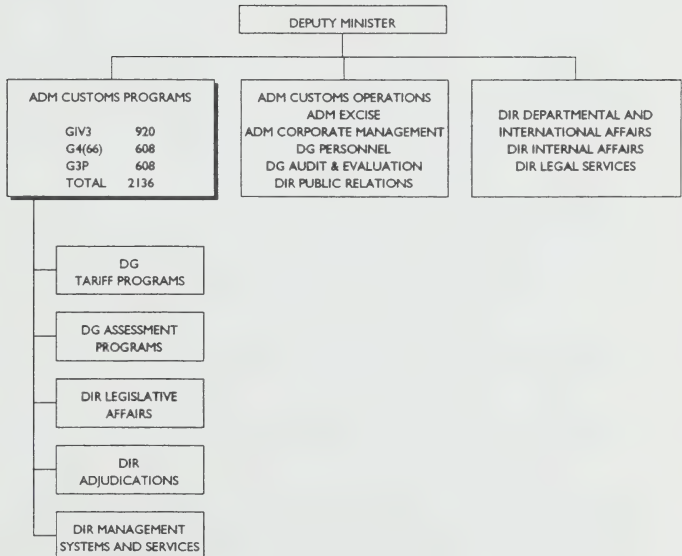 DEPUTY MINISTER
ADM CUSTOMS PROGRAMS
GIV3 920
G4(66) 608
G3P 608
TOTAL 2136
ADM CUSTOMS OPERATIONS
ADM EXCISE
ADM CORPORATE MANAGEMENT
DG PERSONNEL
DG AUDIT & EVALUATION
DIR PUBLIC RELATIONS
DIR DEPARTMENTAL AND
INTERNATIONAL AFFAIRS
DIR INTERNAL AFFAIRS
DIR LEGAL SERVICES
DG
TARIFF PROGRAMS
DG ASSESSMENT
PROGRAMS
DIR LEGISLATIVE
AFFAIRS
DIR
ADJUDICATIONS
DIR MANAGEMENT
SYSTEMS AND SERVICES